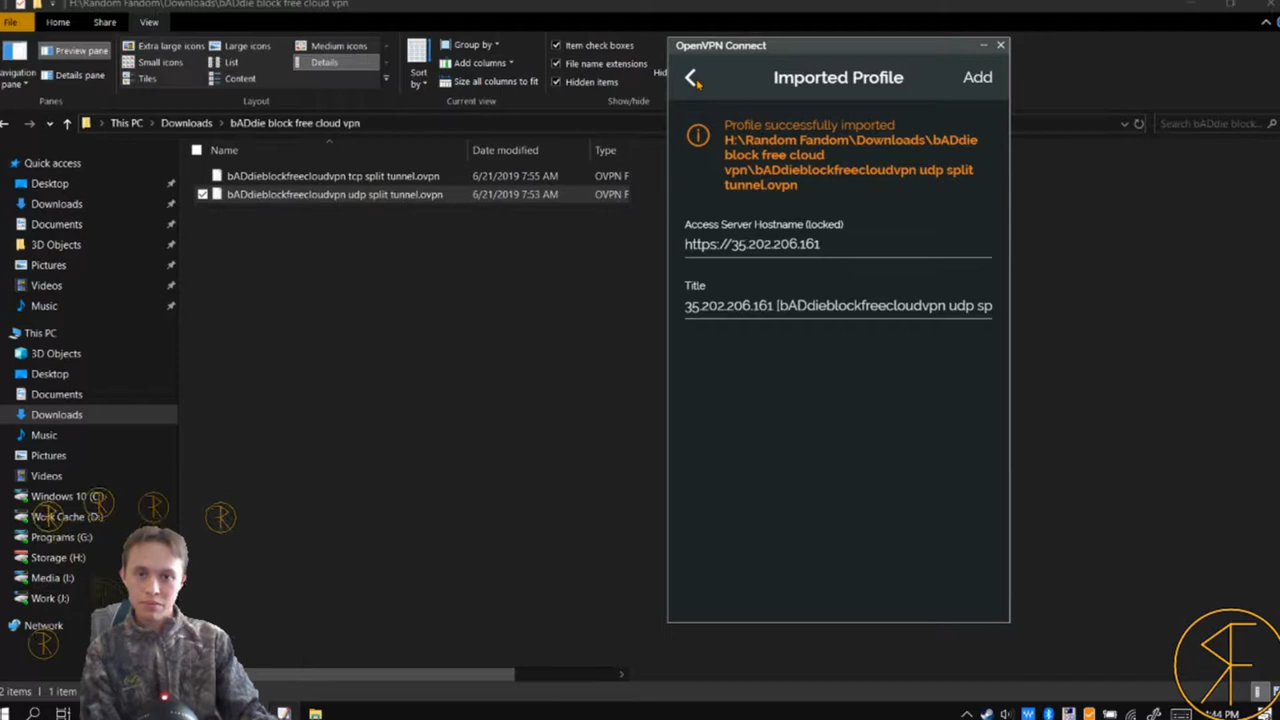 H:\Random Fandom\Downloads\bADdie block free cloud vpn
File Home Share View
Preview pane
Details pane
pane
Panes
Extra large icons Large icons Medium icons
Small icons List Details
Tiles Content
Layout
Sort by
Group by
Add columns
Size all columns to fit
Current view
Item check boxes
File name extensions
Hidden items
Show/hide
This PC Downloads bADdie block free cloud vpn
Search bADdie block...
Quick access
Desktop
Downloads
Documents
3D Objects
Pictures
Videos
Music
This PC
3D Objects
Desktop
Documents
Downloads
Music
Pictures
Videos
Windows 10 (C:)
Work Cache (D:)
Programs (G:)
Storage (H:)
Media (I:)
Work (J:)
Network
Name Date modified Type
bADdieblockfreecloudvpn tcp split tunnel.ovpn 6/21/2019 7:55 AM OVPN F
bADdieblockfreecloudvpn udp split tunnel.ovpn 6/21/2019 7:53 AM OVPN F
OpenVPN Connect
Imported Profile Add
Profile successfully imported
H:\Random Fandom\Downloads\bADdie
block free cloud
vpn\bADdieblockfreecloudvpn udp split
tunnel.ovpn
Access Server Hostname (locked)
https://35.202.206.161
Title
35.202.206.161 [bADdieblockfreecloudvpn udp sp
2 items 1 item
:44 PM